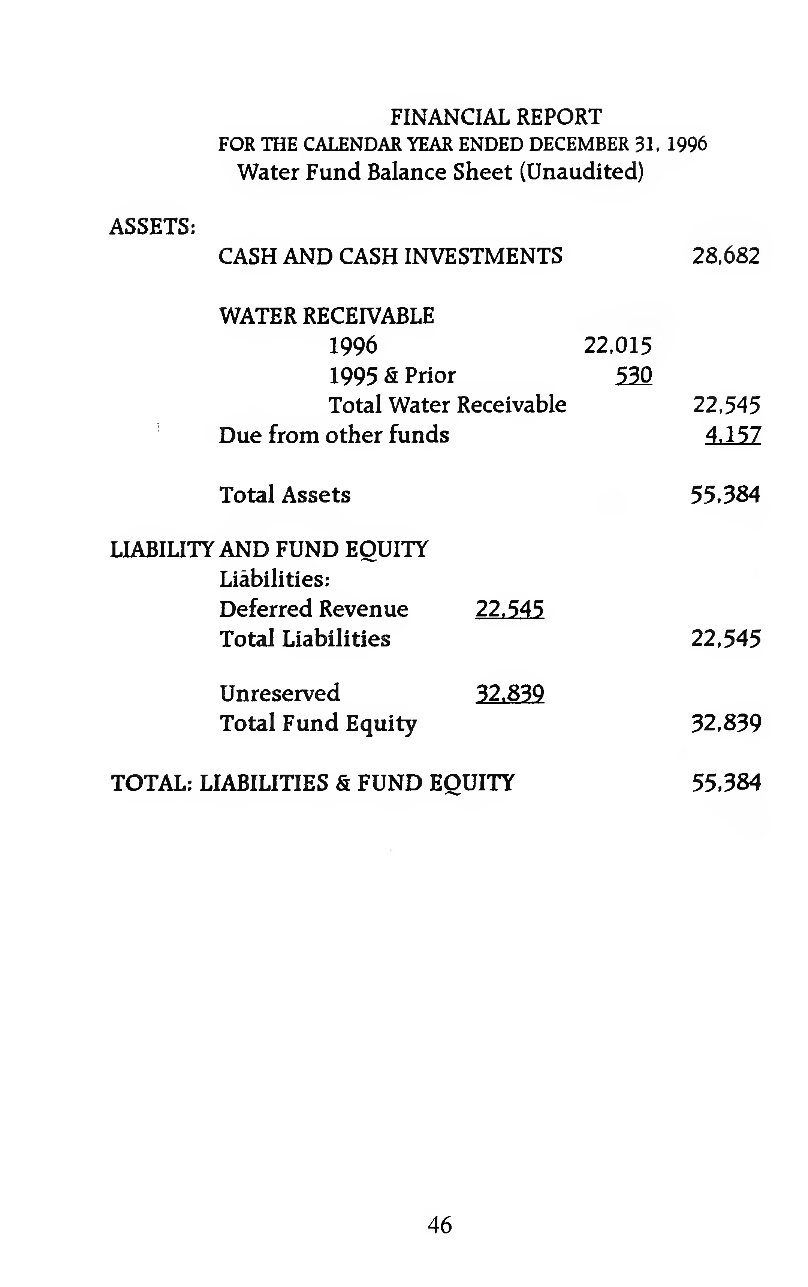 FINANCIAL REPORT
FOR THE CALENDAR YEAR ENDED DECEMBER 31, 1996
Water Fund Balance Sheet (Unaudited)
ASSETS:
CASH AND CASH INVESTMENTS 28,682
WATER RECEIVABLE
1996 22,015
1995 & Prior 530
Total Water Receivable 22,545
Due from other funds 4,157
Total Assets 55,384
LIABILITY AND FUND EQUITY
Liabilities:
Deferred Revenue 22,545
Total Liabilities 22,545
Unreserved 32,839
Total Fund Equity 32,839
TOTAL: LIABILITIES & FUND EQUITY 55,384
46